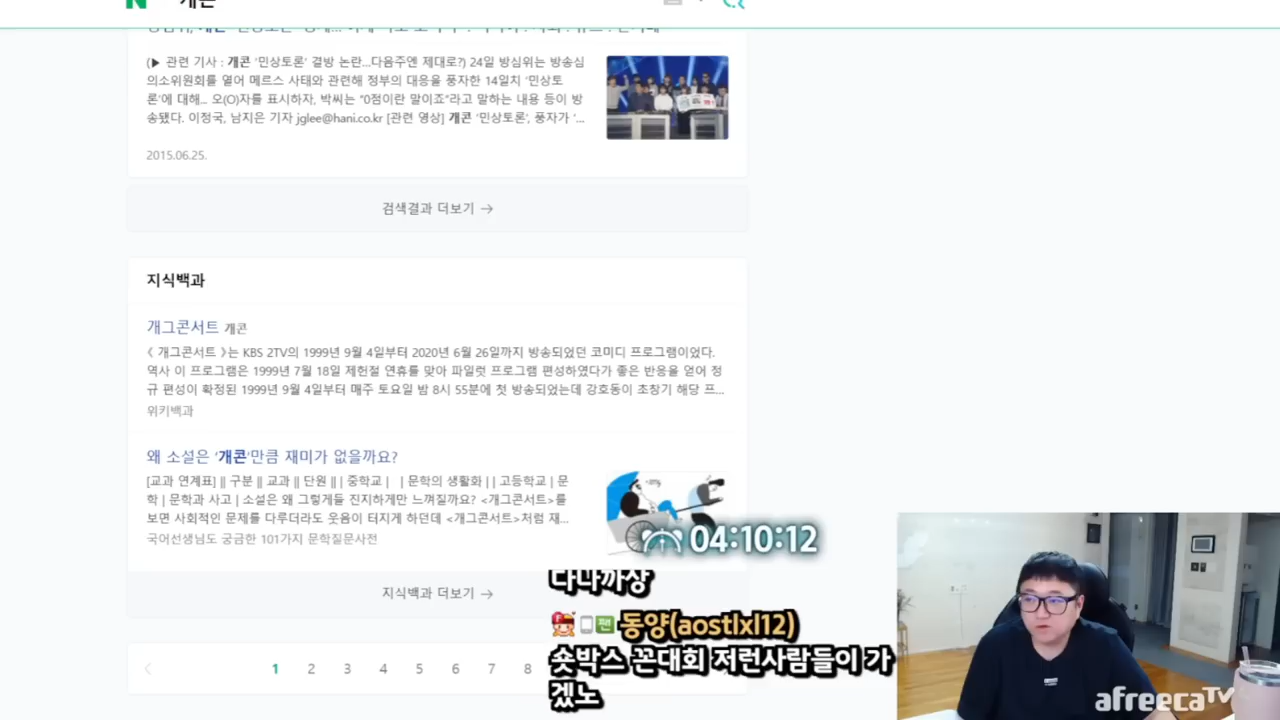 개콘
(▶ 관련 기사 : 개콘 '민상토론' 결방 논란...다음주엔 제대로?) 24일 방심위는 방송심
의소위원회를 열어 메르스 사태와 관련해 정부의 대응을 풍자한 14일치 '민상토
론'에 대해... 오(O)자를 표시하자, 박씨는 "0점이란 말이죠"라고 말하는 내용 등이 방
송됐다. 이정국, 남지은 기자 jglee@hani.co.kr [관련 영상] 개콘 '민상토론', 풍자가 '...
2015.06.25.
검색결과 더보기 →
지식백과
개그콘서트 개콘
《 개그콘서트 》는 KBS 2TV의 1999년 9월 4일부터 2020년 6월 26일까지 방송되었던 코미디 프로그램이었다.
역사 이 프로그램은 1999년 7월 18일 제헌절 연휴를 맞아 파일럿 프로그램 편성하였다가 좋은 반응을 얻어 정
규 편성이 확정된 1999년 9월 4일부터 매주 토요일 밤 8시 55분에 첫 방송되었는데 강호동이 초창기 해당 프...
위키백과
왜 소설은 '개콘'만큼 재미가 없을까요?
[교과 연계표] || 구분 || 교과 || 단원 || | 중학교 | | 문학의 생활화 | | 고등학교 | 문
학 | 문학과 사고 | 소설은 왜 그렇게들 진지하게만 느껴질까요? <개그콘서트>를
보면 사회적인 문제를 다루더라도 웃음이 터지게 하던데 <개그콘서트>처럼 재...
국어선생님도 궁금한 101가지 문학질문사전
04:10:12
지식백과 더보기 →
다나까상
팬 동양(aostlxl12)
숏박스 꼰대회 저런사람들이 가
겠노
1 2 3 4 5 6 7 8
afreecaTV